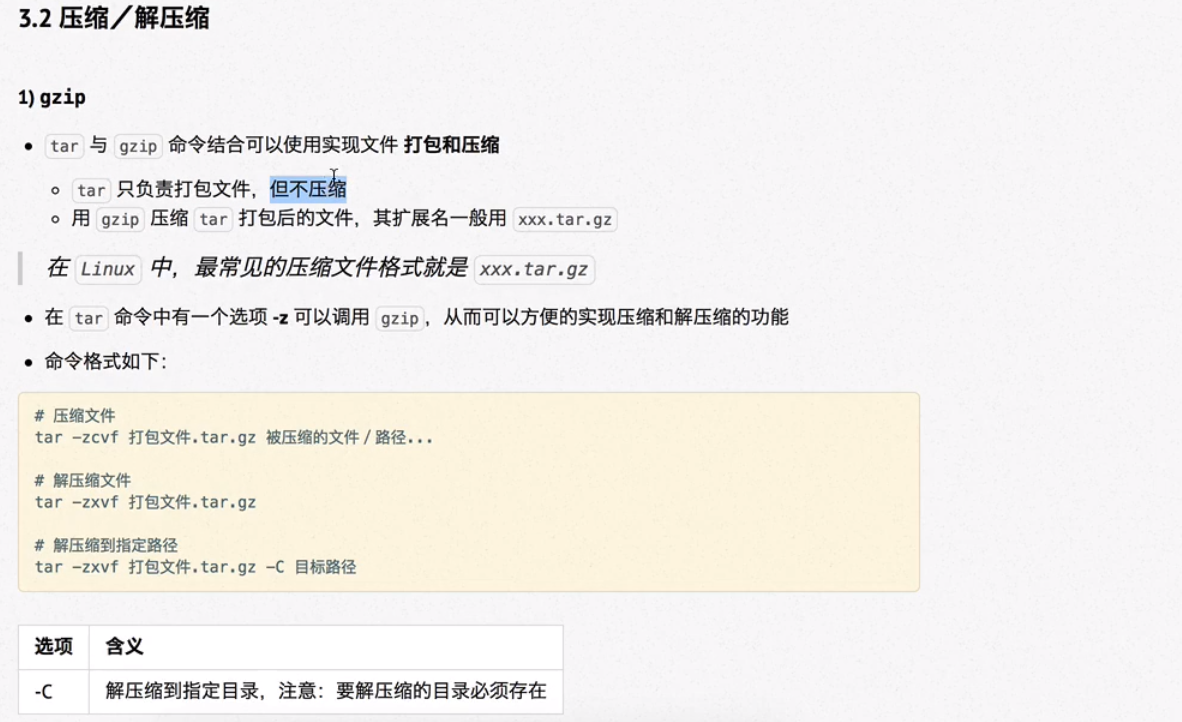 3.2 压缩／解压缩
1) gzip
• tar 与 gzip 命令结合可以使用实现文件 打包和压缩
◦ tar 只负责打包文件，但不压缩
◦ 用 gzip 压缩 tar 打包后的文件，其扩展名一般用 xxx.tar.gz
在 Linux 中，最常见的压缩文件格式就是 xxx.tar.gz
• 在 tar 命令中有一个选项 -z 可以调用 gzip，从而可以方便的实现压缩和解压缩的功能
• 命令格式如下：
# 压缩文件
tar -zcvf 打包文件.tar.gz 被压缩的文件／路径...
# 解压缩文件
tar -zxvf 打包文件.tar.gz
# 解压缩到指定路径
tar -zxvf 打包文件.tar.gz -C 目标路径
选项 含义
-C 解压缩到指定目录，注意：要解压缩的目录必须存在